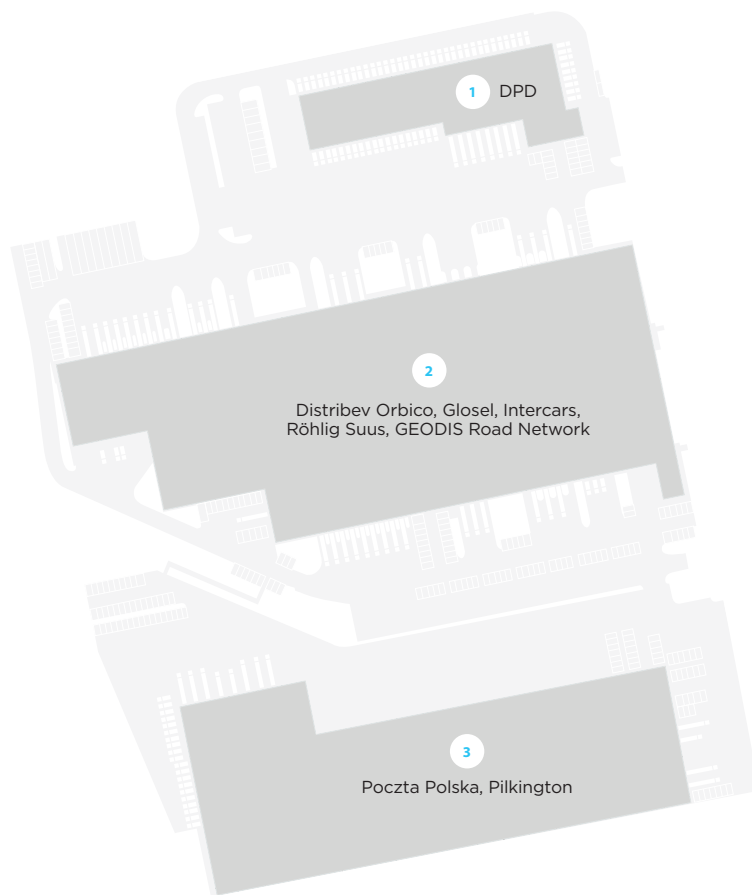 1 DPD
2
Distribev Orbico, Glosel, Intercars,
Röhlig Suus, GEODIS Road Network
3
Poczta Polska, Pilkington